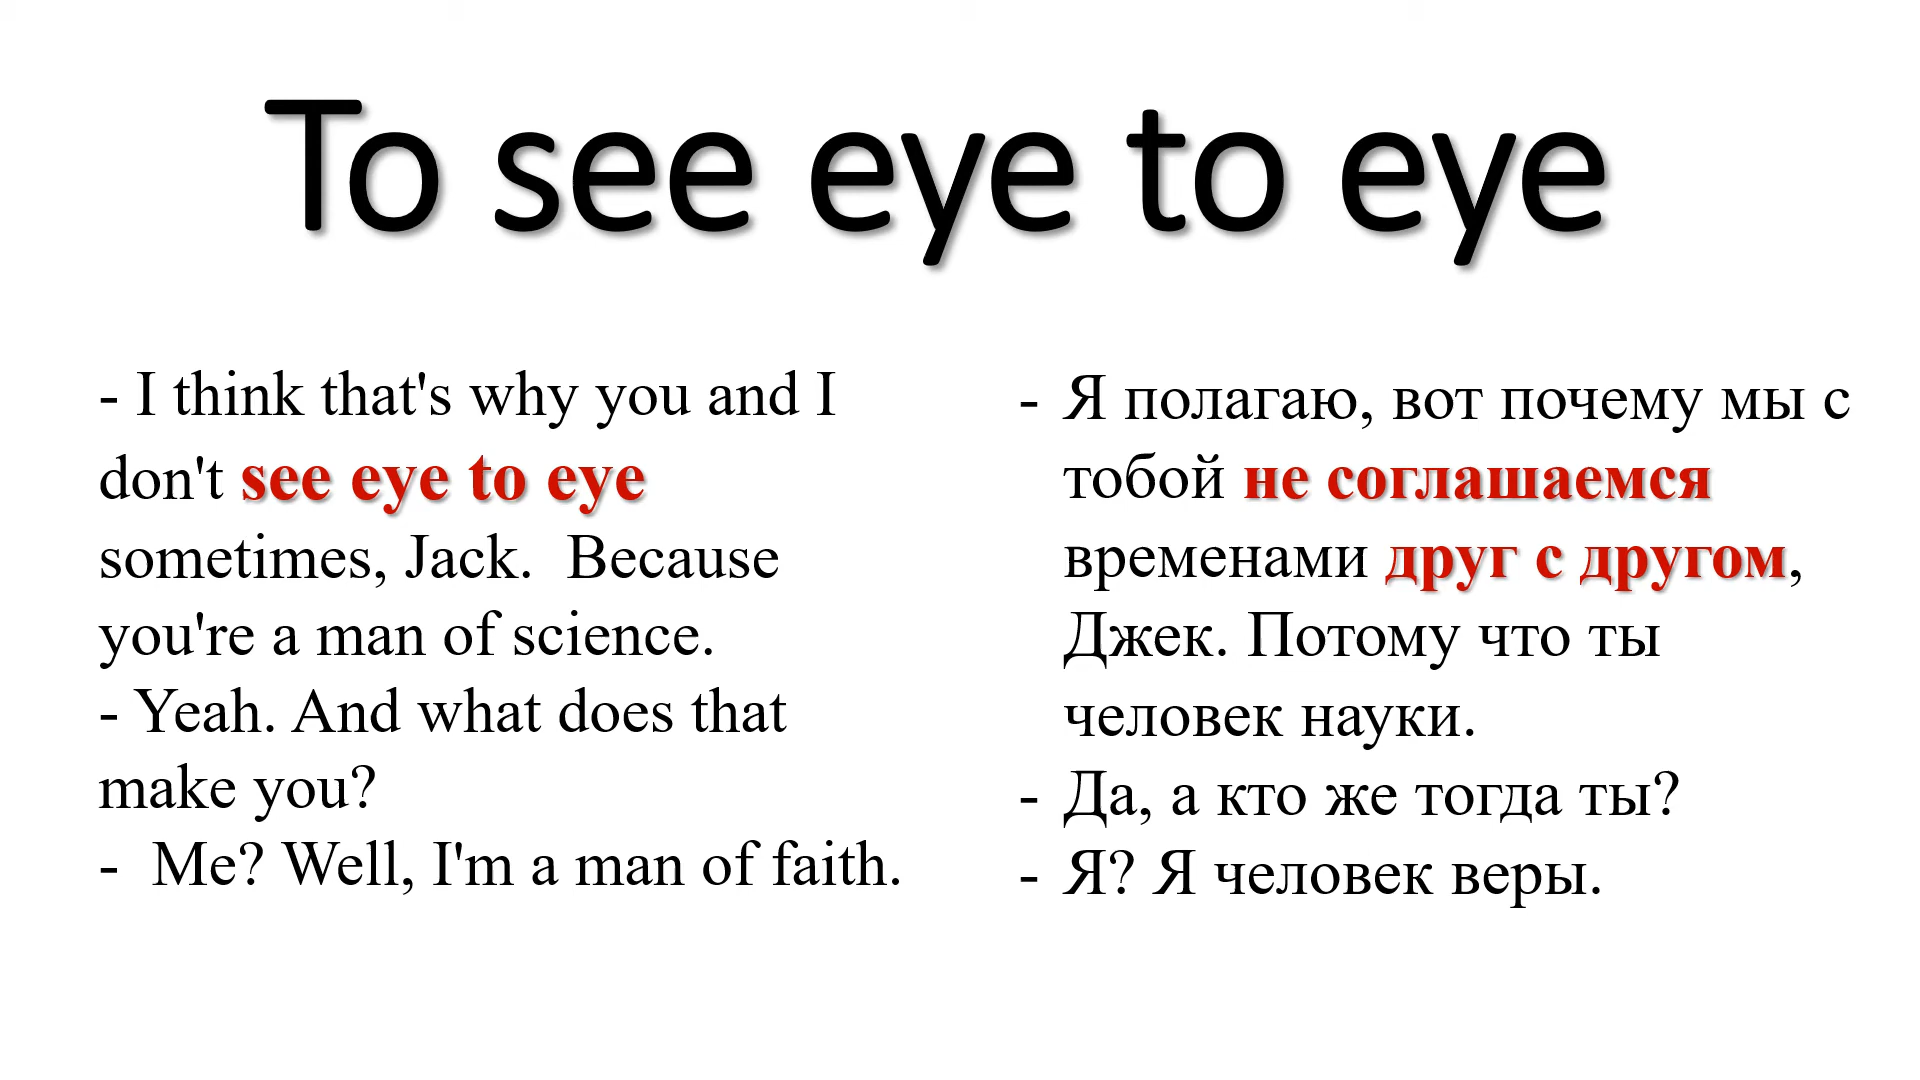 To see eye to eye
- I think that's why you and I
don't see eye to eye
sometimes, Jack.  Because
you're a man of science.
- Yeah. And what does that
make you?
-  Me? Well, I'm a man of faith.
- Я полагаю, вот почему мы с
тобой не соглашаемся
временами друг с другом,
Джек. Потому что ты
человек науки.
- Да, а кто же тогда ты?
- Я? Я человек веры.